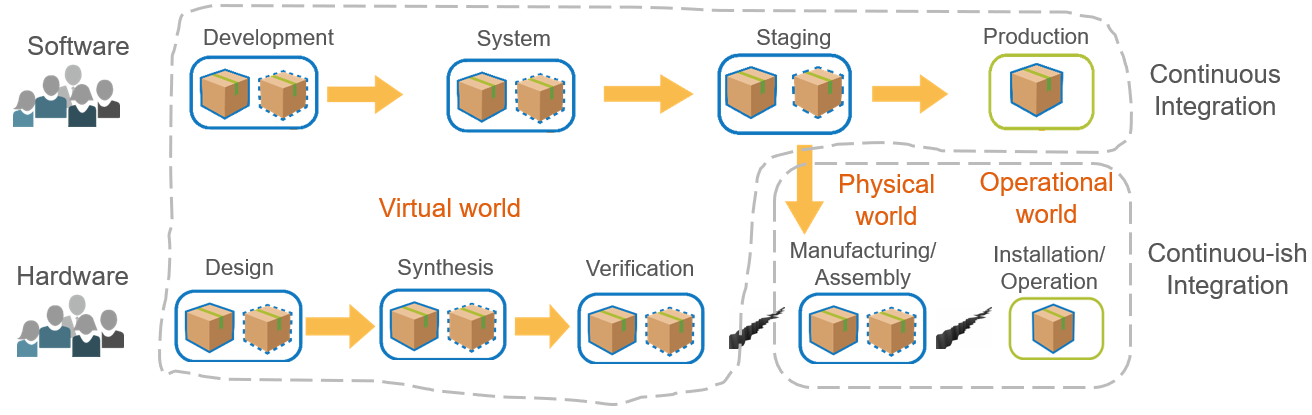 Software
Development
System
Staging
Production
Continuous
Integration
Virtual world
Physical
world
Operational
world
Hardware
Design
Synthesis
Verification
Manufacturing/
Assembly
Installation/
Operation
Continuou-ish
Integration